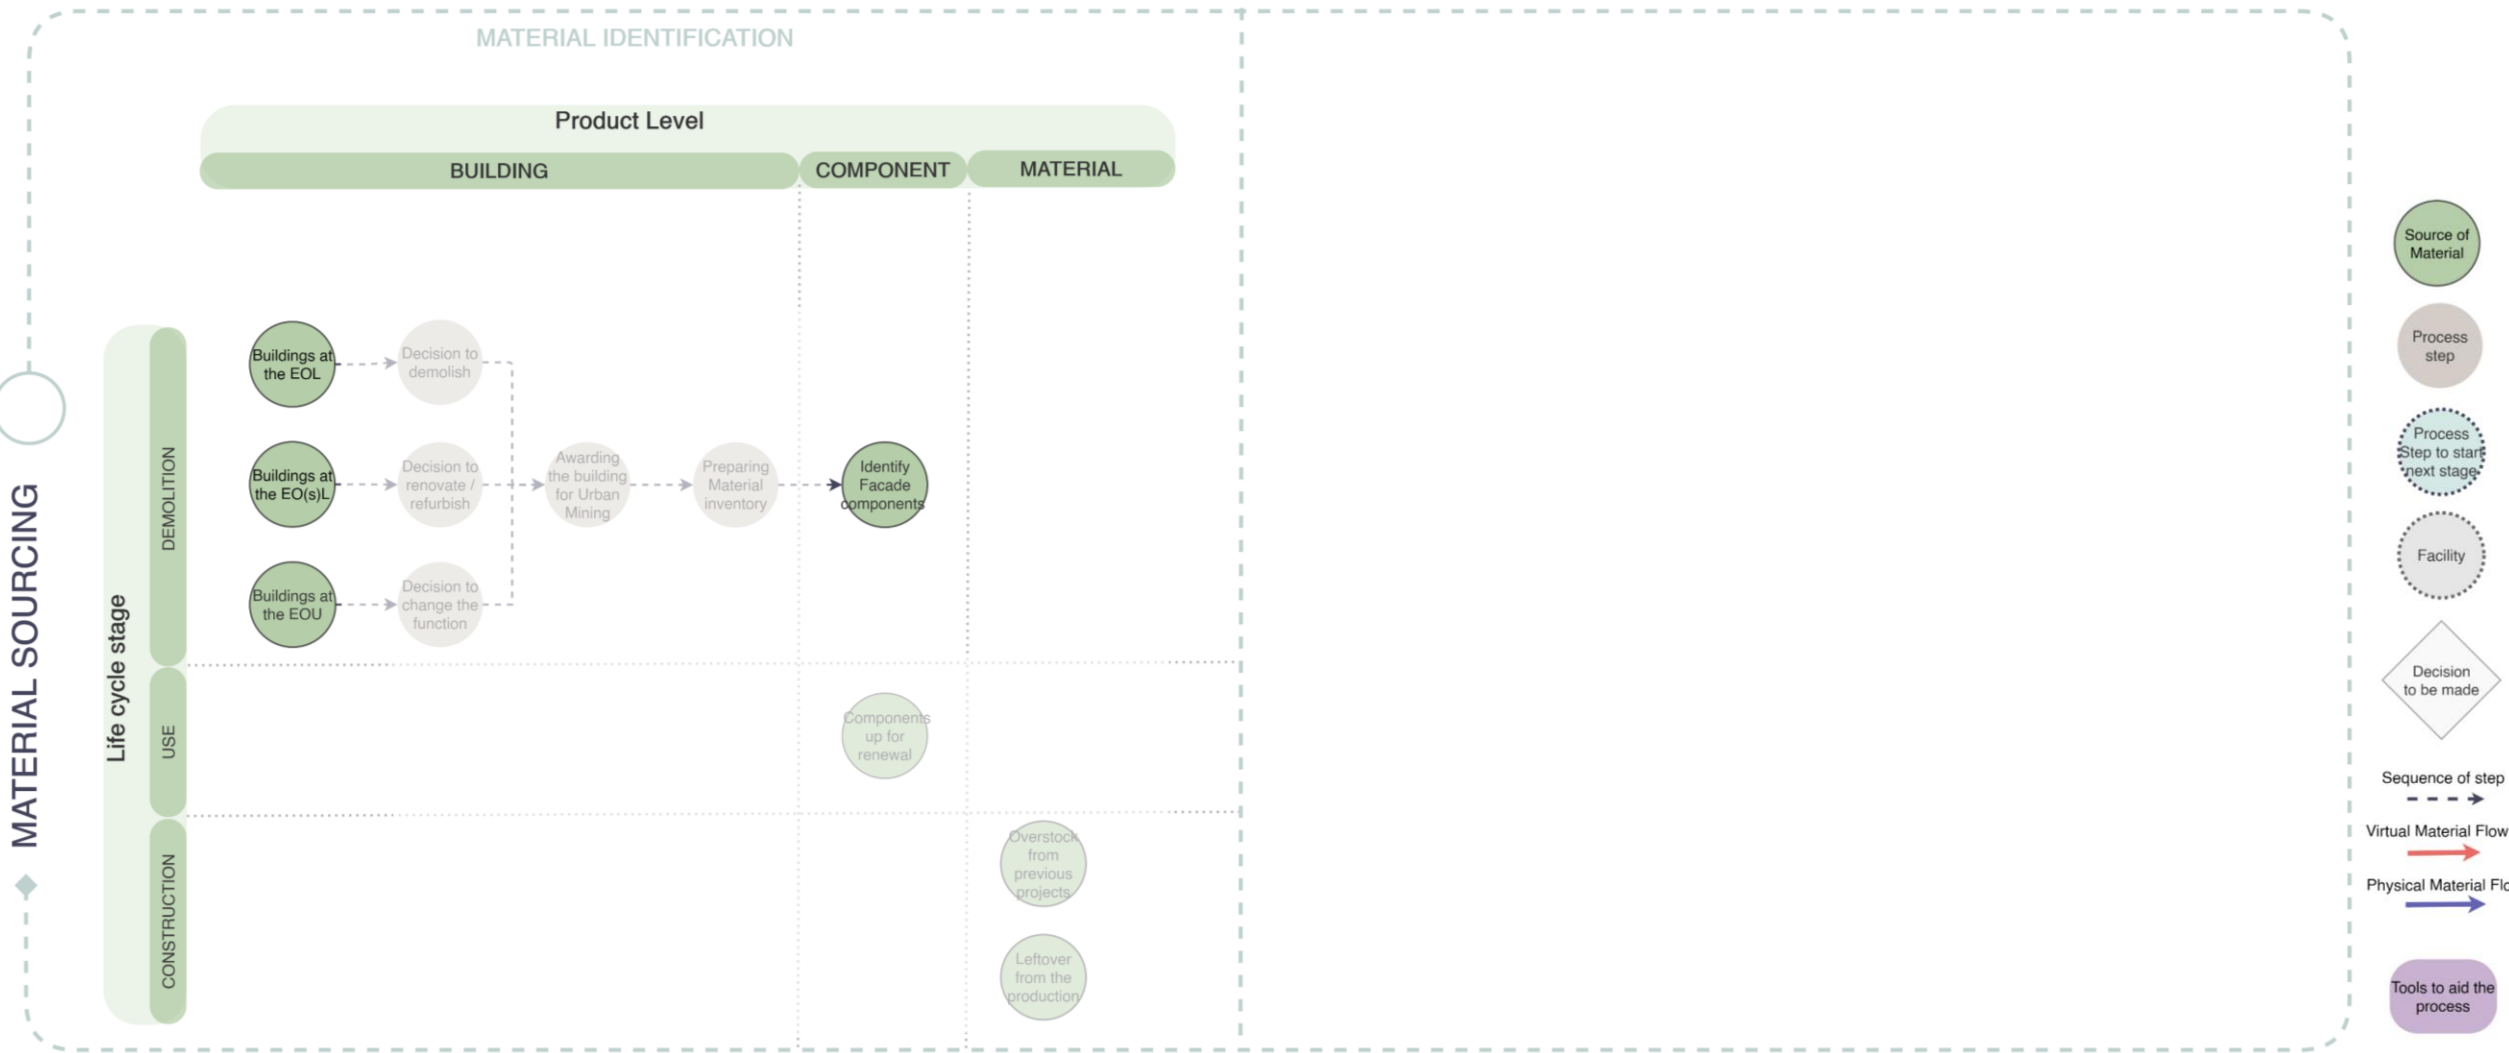 MATERIAL IDENTIFICATION
Product Level
BUILDING
COMPONENT
MATERIAL
MATERIAL SOURCING
Life cycle stage
DEMOLITION
USE
CONSTRUCTION
Buildings at
the EOL
Decision to
demolish
Buildings at
the EO(s)L
Decision to
renovate /
refurbish
Awarding
the building
for Urban
Mining
Preparing
Material
inventory
Identify
Facade
components
Buildings at
the EOU
Decision to
change the
function
Components
up for
renewal
Overstock
from
previous
projects
Leftover
from the
production
Source of
Material
Process
step
Process
Step to start
next stage
Facility
Decision
to be made
Sequence of step
Virtual Material Flow
Physical Material Flo
Tools to aid the
process